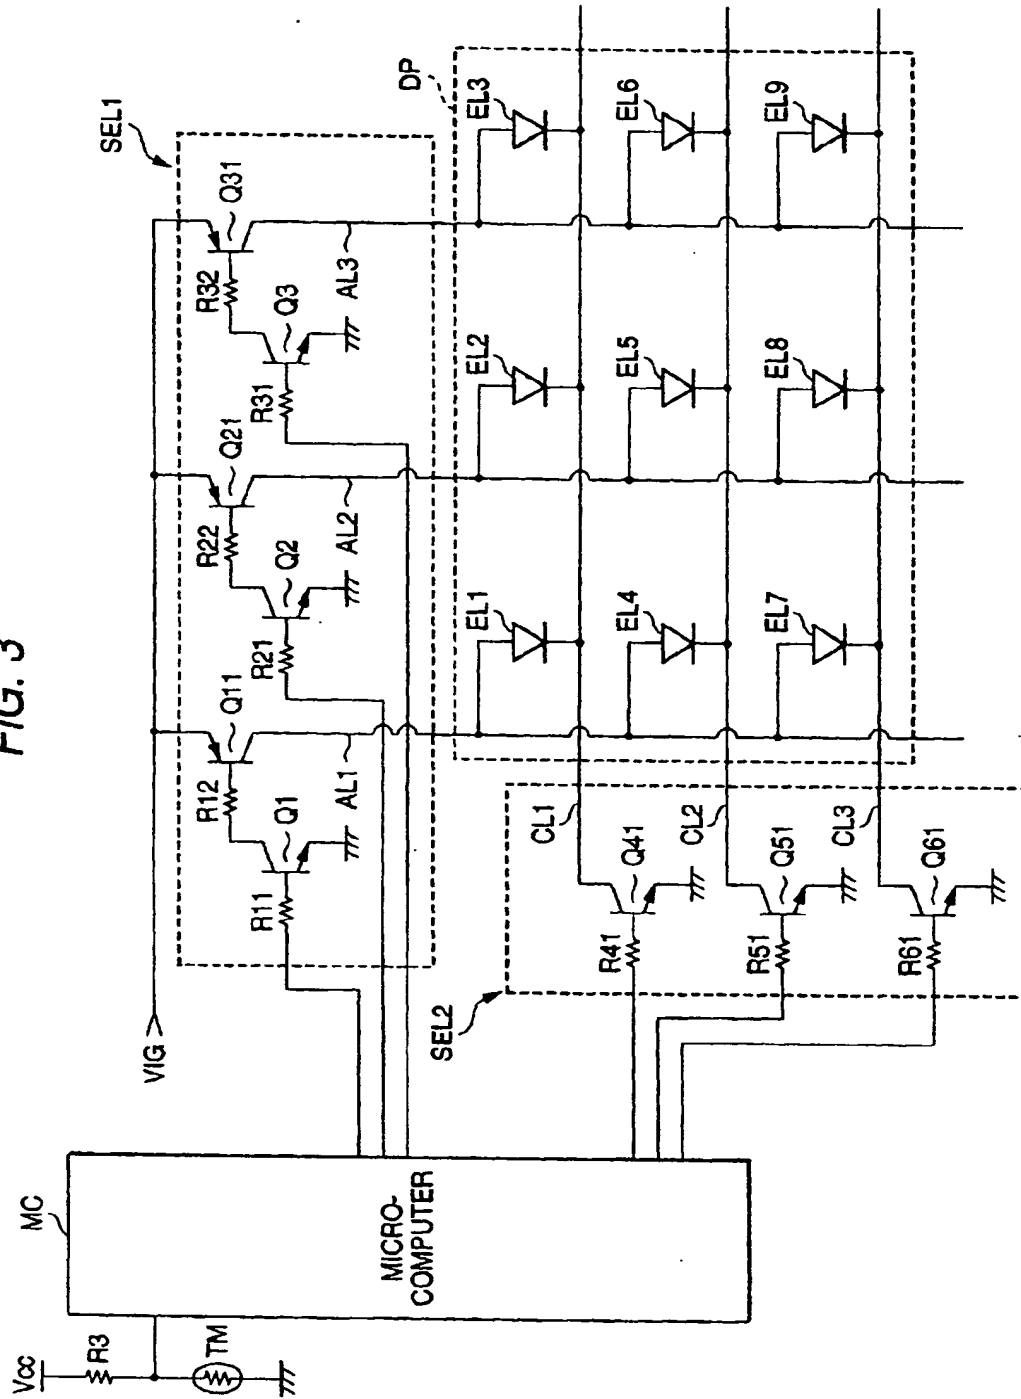 FIG. 3
Vcc
R3
TM
MC
MICRO-
COMPUTER
VIG
SEL1
R11
R12
Q1
Q11
AL1
R21
R22
Q2
Q21
AL2
R31
R32
Q3
Q31
AL3
DP
EL1
EL2
EL3
EL4
EL5
EL6
EL7
EL8
EL9
SEL2
CL1
R41
Q41
CL2
R51
Q51
CL3
R61
Q61